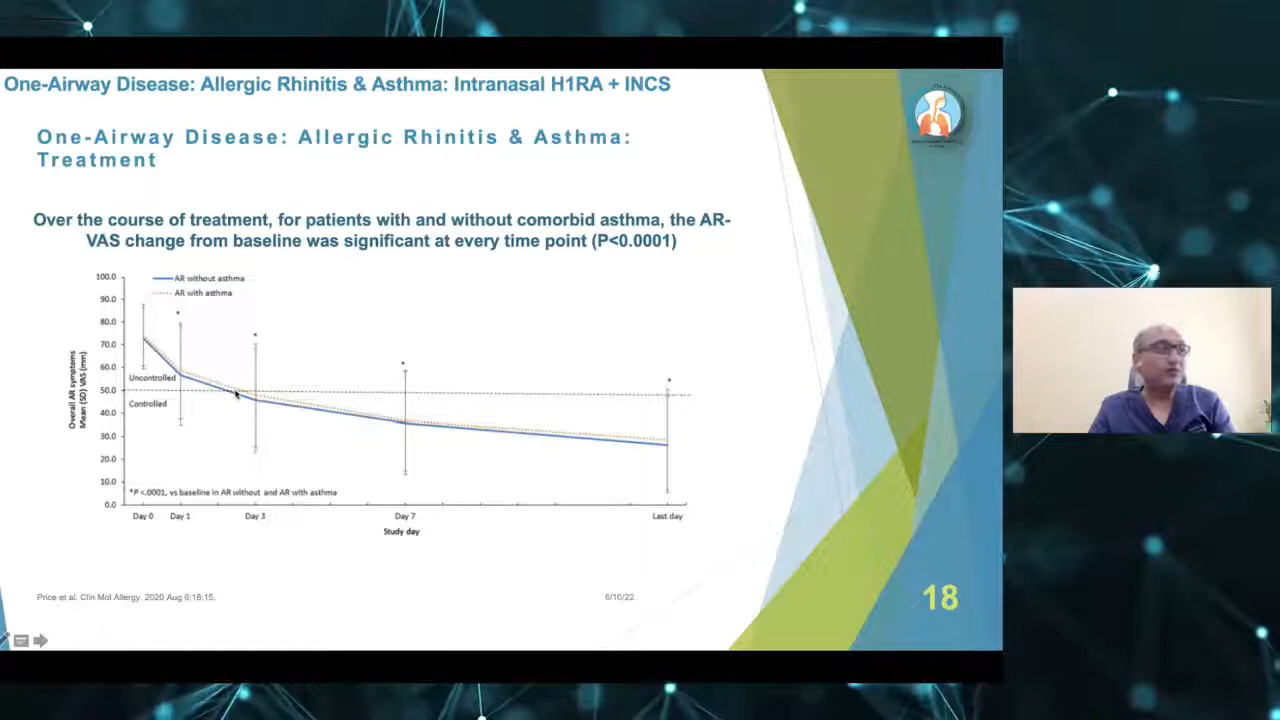 One-Airway Disease: Allergic Rhinitis & Asthma: Intranasal H1RA + INCS
One-Airway Disease: Allergic Rhinitis & Asthma:
Treatment
Over the course of treatment, for patients with and without comorbid asthma, the AR-
VAS change from baseline was significant at every time point (P<0.0001)
Overall AR symptoms
Mean (SD) VAS (mm)
100.0
90.0
80.0
70.0
60.0
50.0
40.0
30.0
20.0
10.0
0.0
AR without asthma
AR with asthma
*
*
*
*
Uncontrolled
Controlled
*P <.0001, vs baseline in AR without and AR with asthma
Day 0 Day 1 Day 3 Day 7 Last day
Study day
Price et al. Clin Mol Allergy. 2020 Aug 6;18:15.
6/10/22
18